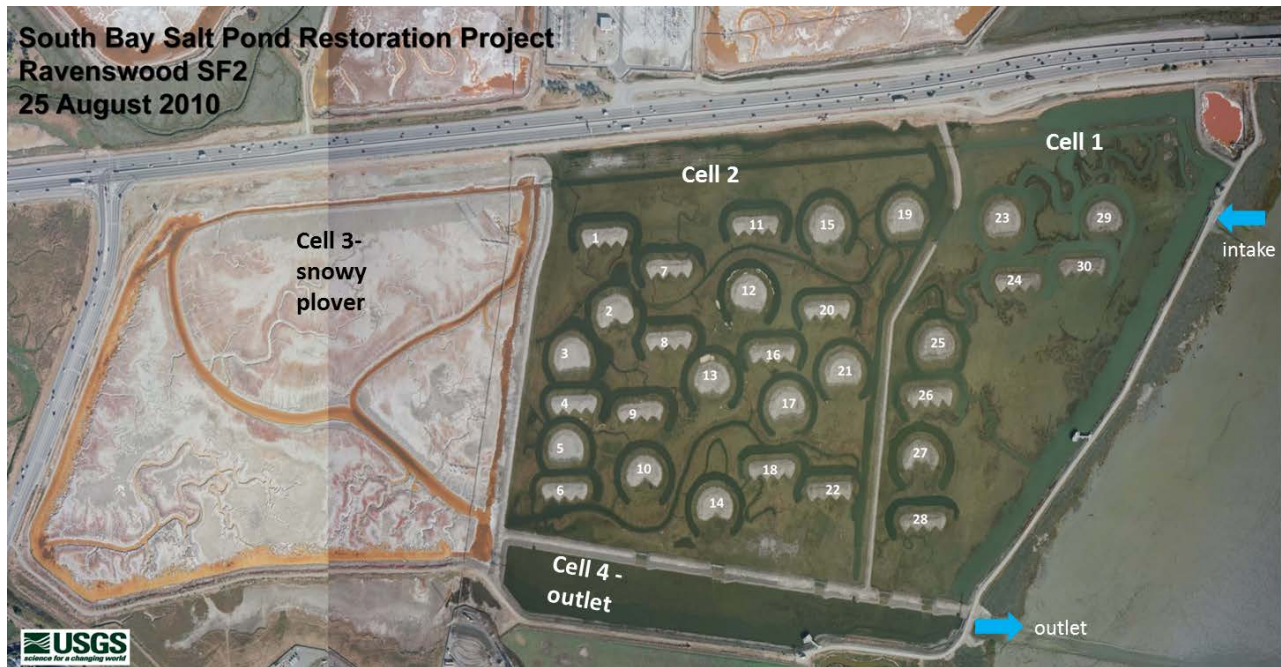 South Bay Salt Pond Restoration Project
Ravenswood SF2
25 August 2010
Cell 1
Cell 2
Cell 3-
snowy
plover
11
15
19
23
29
1
intake
7
30
24
12
2
20
8
25
3
16
21
13
26
4
17
9
5
27
10
18
6
22
14
28
Cell 4 -
outlet
outlet
USGS
science for a changing world